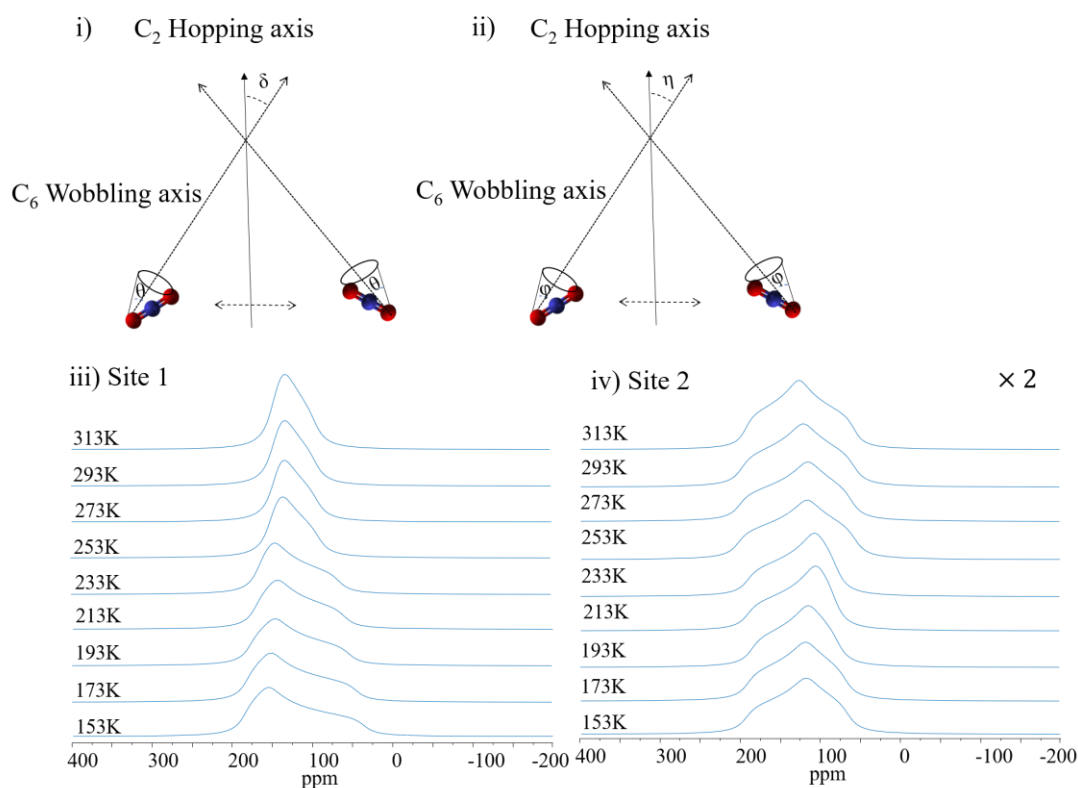 i) C₂ Hopping axis
δ
C₆ Wobbling axis
θ
θ
ii) C₂ Hopping axis
η
C₆ Wobbling axis
φ
φ
iii) Site 1
313K
293K
273K
253K
233K
213K
193K
173K
153K
400 300 200 100 0 -100 -200
ppm
iv) Site 2 × 2
313K
293K
273K
253K
233K
213K
193K
173K
153K
400 300 200 100 0 -100 -200
ppm